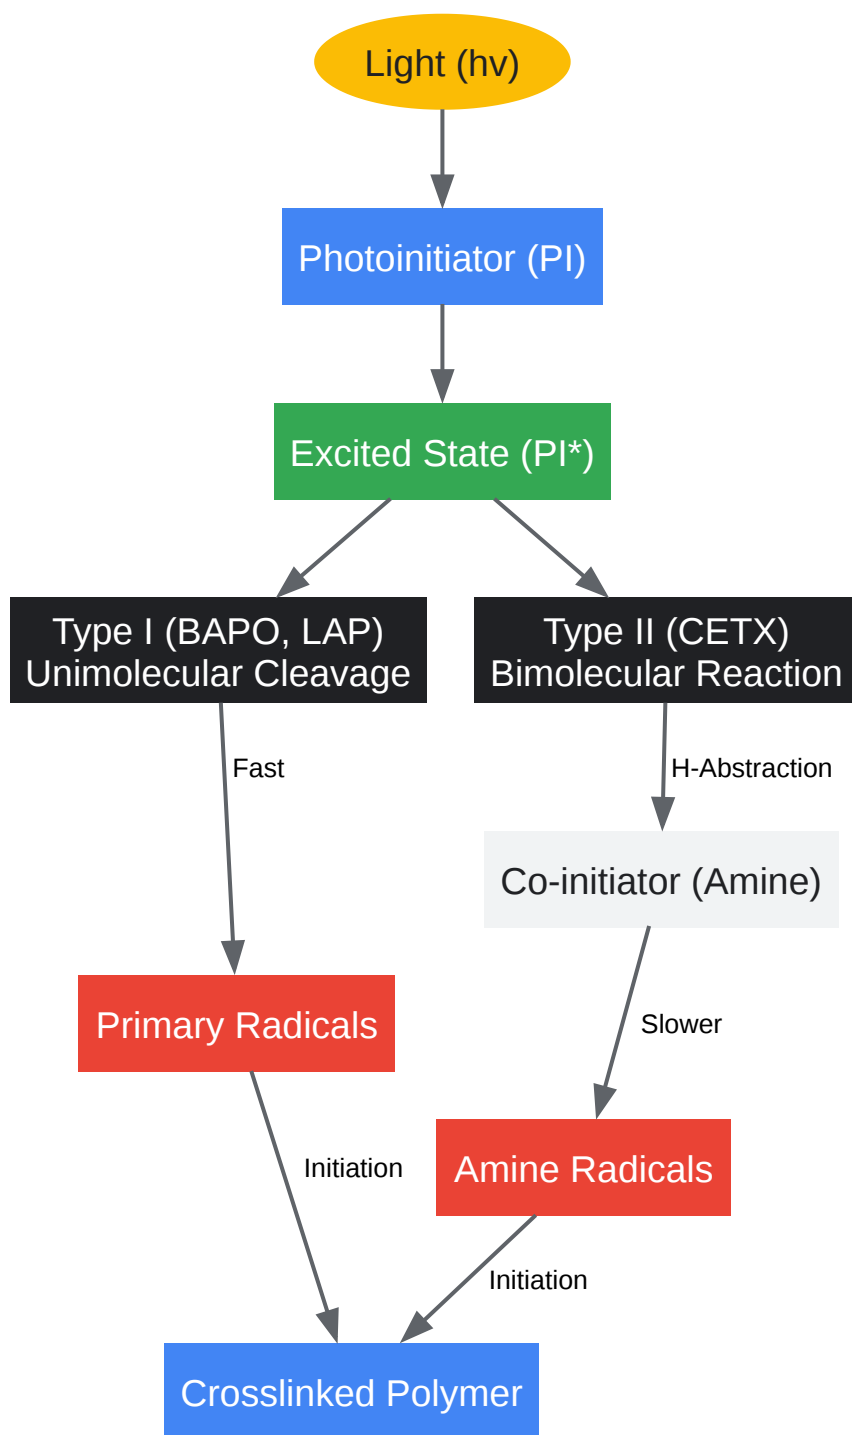 Light (hv)
Photoinitiator (PI)
Excited State (PI*)
Type I (BAPO, LAP)
Unimolecular Cleavage
Type II (CETX)
Bimolecular Reaction
Fast
H-Abstraction
Co-initiator (Amine)
Primary Radicals
Slower
Amine Radicals
Initiation
Initiation
Crosslinked Polymer